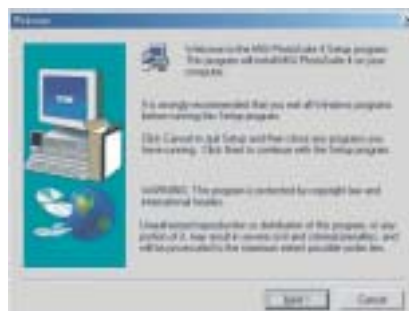 Welcome
Welcome to the MGI PhotoSuite 4 Setup program.
This program will install MGI PhotoSuite 4 on your
computer.
It is strongly recommended that you exit all Windows programs
before running this Setup program.
Click Cancel to quit Setup and then close any programs you
have running. Click Next to continue with the Setup program.
WARNING: This program is protected by copyright law and
international treaties.
Unauthorized reproduction or distribution of this program, or any
portion of it, may result in severe civil and criminal penalties, and
will be prosecuted to the maximum extent possible under law.
Next >
Cancel